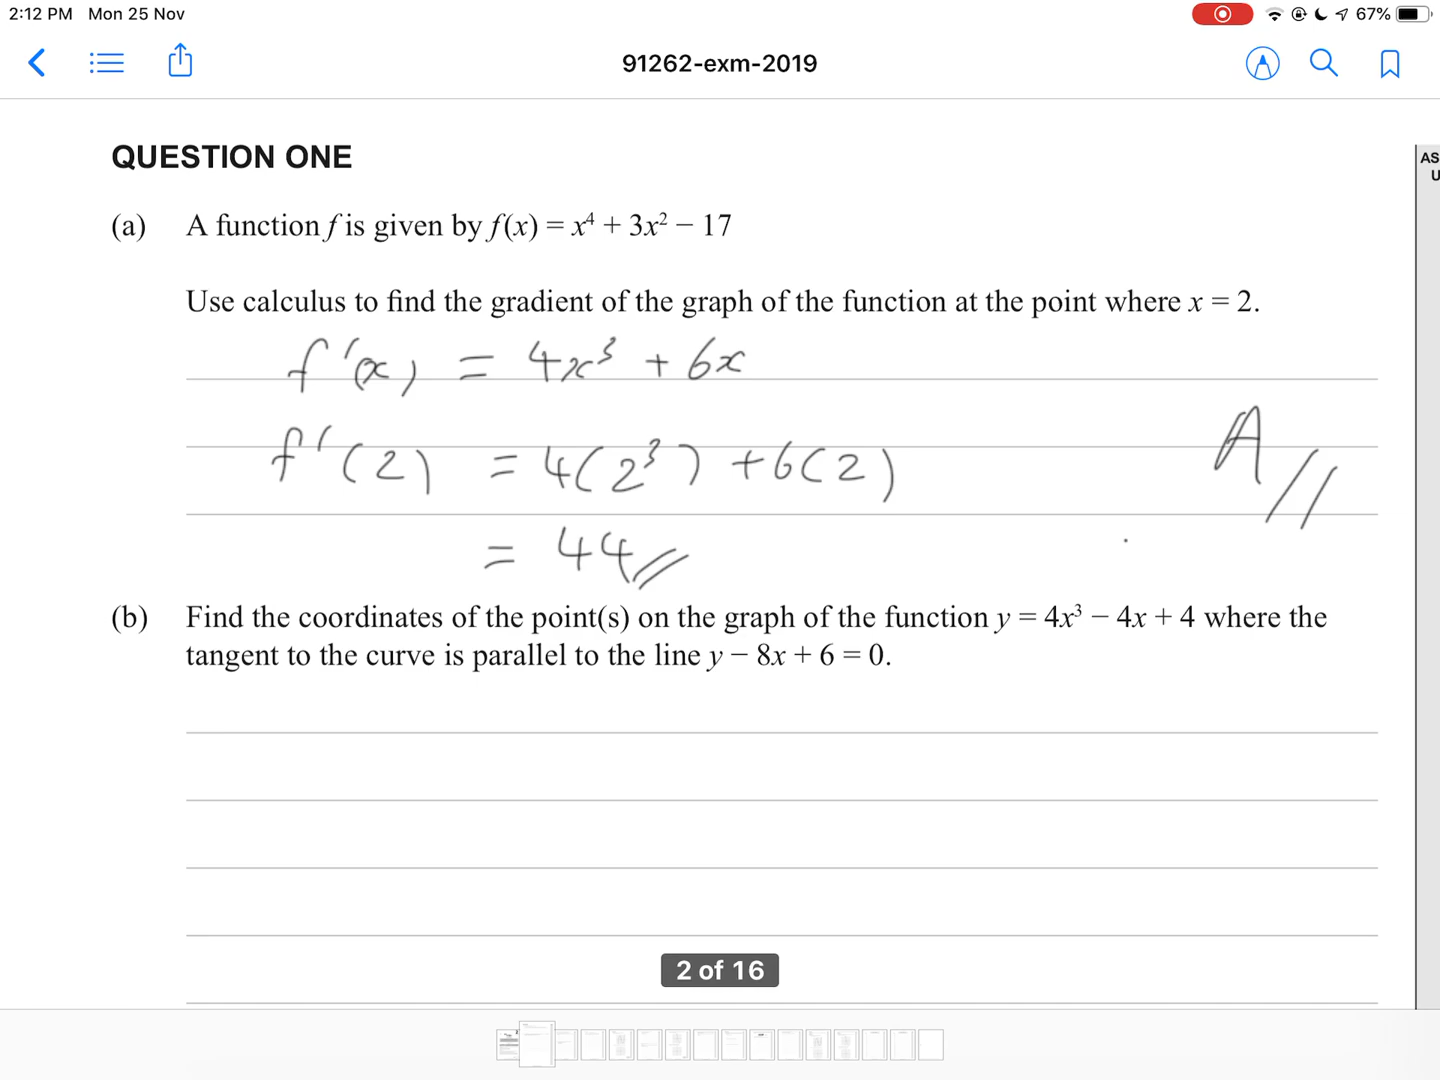 2:12 PM Mon 25 Nov 67%
91262-exm-2019
QUESTION ONE
AS
U
(a) A function f is given by f(x) = x⁴ + 3x² − 17
Use calculus to find the gradient of the graph of the function at the point where x = 2.
f'(x) = 4x³ + 6x
f'(2) = 4(2³) + 6(2)
A//
= 44//
(b) Find the coordinates of the point(s) on the graph of the function y = 4x³ − 4x + 4 where the
tangent to the curve is parallel to the line y − 8x + 6 = 0.
2 of 16